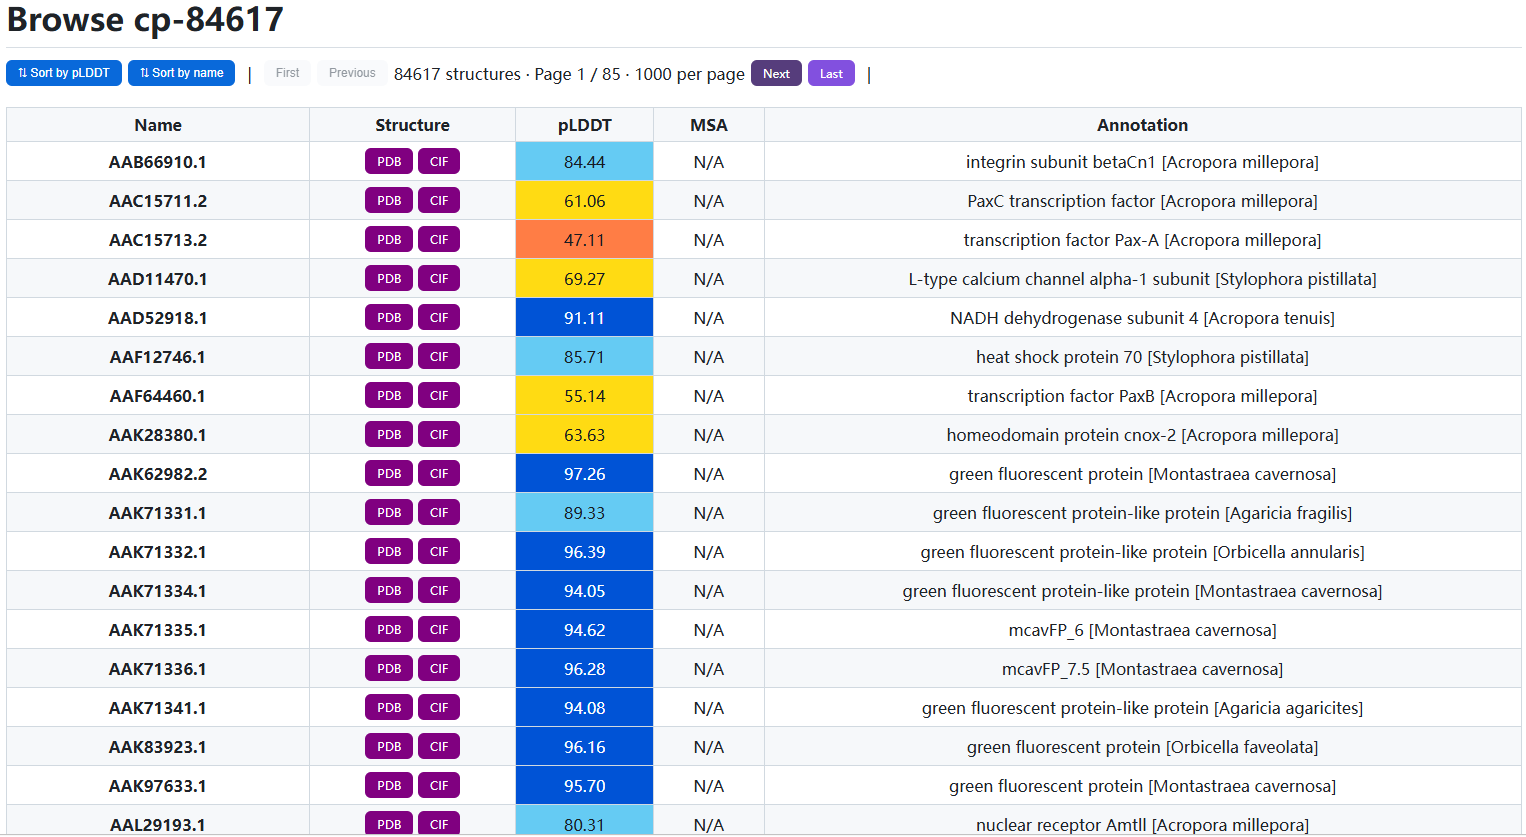 Browse cp-84617
⇅ Sort by pLDDT ⇅ Sort by name | First Previous 84617 structures · Page 1 / 85 · 1000 per page Next Last |
Name Structure pLDDT MSA Annotation
AAB66910.1 PDB CIF 84.44 N/A integrin subunit betaCn1 [Acropora millepora]
AAC15711.2 PDB CIF 61.06 N/A PaxC transcription factor [Acropora millepora]
AAC15713.2 PDB CIF 47.11 N/A transcription factor Pax-A [Acropora millepora]
AAD11470.1 PDB CIF 69.27 N/A L-type calcium channel alpha-1 subunit [Stylophora pistillata]
AAD52918.1 PDB CIF 91.11 N/A NADH dehydrogenase subunit 4 [Acropora tenuis]
AAF12746.1 PDB CIF 85.71 N/A heat shock protein 70 [Stylophora pistillata]
AAF64460.1 PDB CIF 55.14 N/A transcription factor PaxB [Acropora millepora]
AAK28380.1 PDB CIF 63.63 N/A homeodomain protein cnox-2 [Acropora millepora]
AAK62982.2 PDB CIF 97.26 N/A green fluorescent protein [Montastraea cavernosa]
AAK71331.1 PDB CIF 89.33 N/A green fluorescent protein-like protein [Agaricia fragilis]
AAK71332.1 PDB CIF 96.39 N/A green fluorescent protein-like protein [Orbicella annularis]
AAK71334.1 PDB CIF 94.05 N/A green fluorescent protein-like protein [Montastraea cavernosa]
AAK71335.1 PDB CIF 94.62 N/A mcavFP_6 [Montastraea cavernosa]
AAK71336.1 PDB CIF 96.28 N/A mcavFP_7.5 [Montastraea cavernosa]
AAK71341.1 PDB CIF 94.08 N/A green fluorescent protein-like protein [Agaricia agaricites]
AAK83923.1 PDB CIF 96.16 N/A green fluorescent protein [Orbicella faveolata]
AAK97633.1 PDB CIF 95.70 N/A green fluorescent protein [Montastraea cavernosa]
AAL29193.1 PDB CIF 80.31 N/A nuclear receptor AmtII [Acropora millepora]